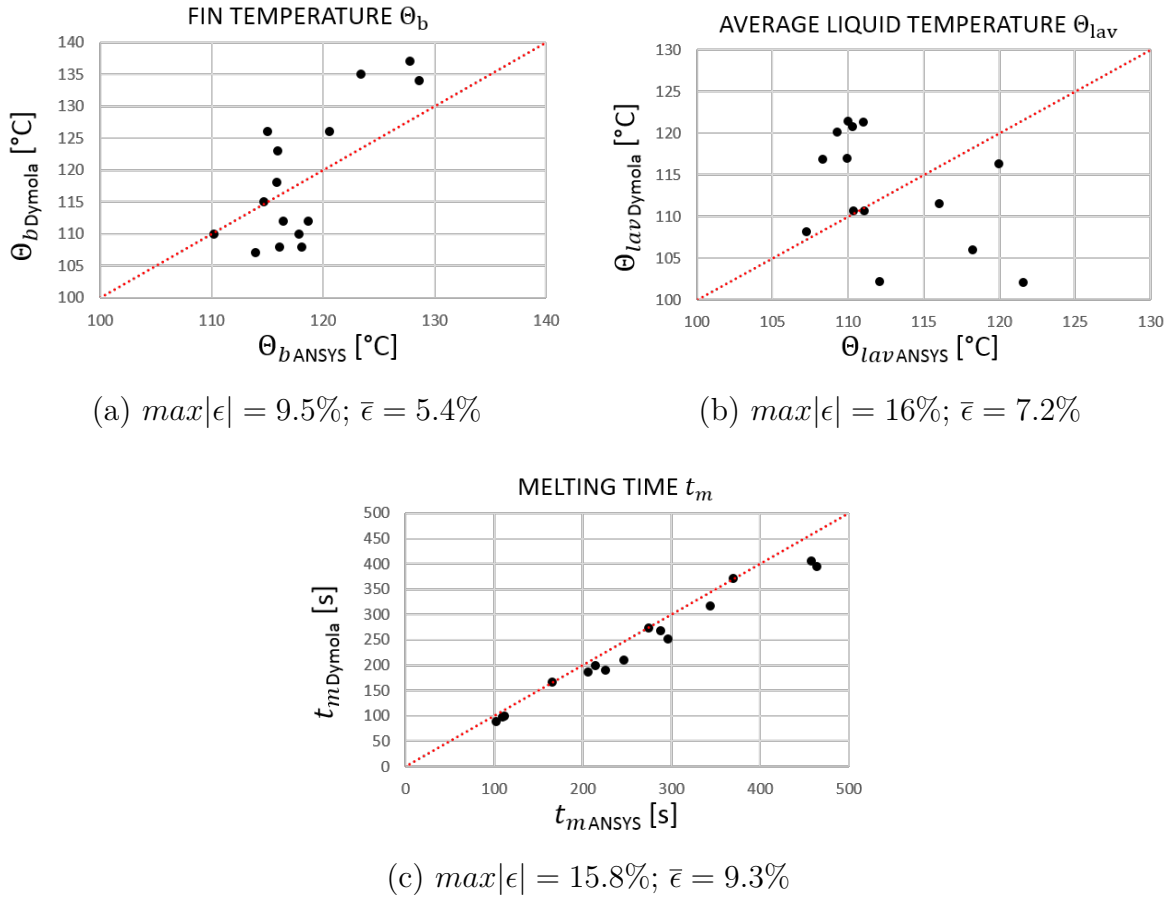 FIN TEMPERATURE Θb
140
135
130
125
120
115
110
105
100
100 110 120 130 140
Θb Dymola [°C]
Θb ANSYS [°C]
(a) max|ϵ| = 9.5%; ϵ̅ = 5.4%
AVERAGE LIQUID TEMPERATURE Θlav
130
125
120
115
110
105
100
100 105 110 115 120 125 130
Θlav Dymola [°C]
Θlav ANSYS [°C]
(b) max|ϵ| = 16%; ϵ̅ = 7.2%
MELTING TIME tm
500
450
400
350
300
250
200
150
100
50
0
0 100 200 300 400 500
tm Dymola [s]
tm ANSYS [s]
(c) max|ϵ| = 15.8%; ϵ̅ = 9.3%